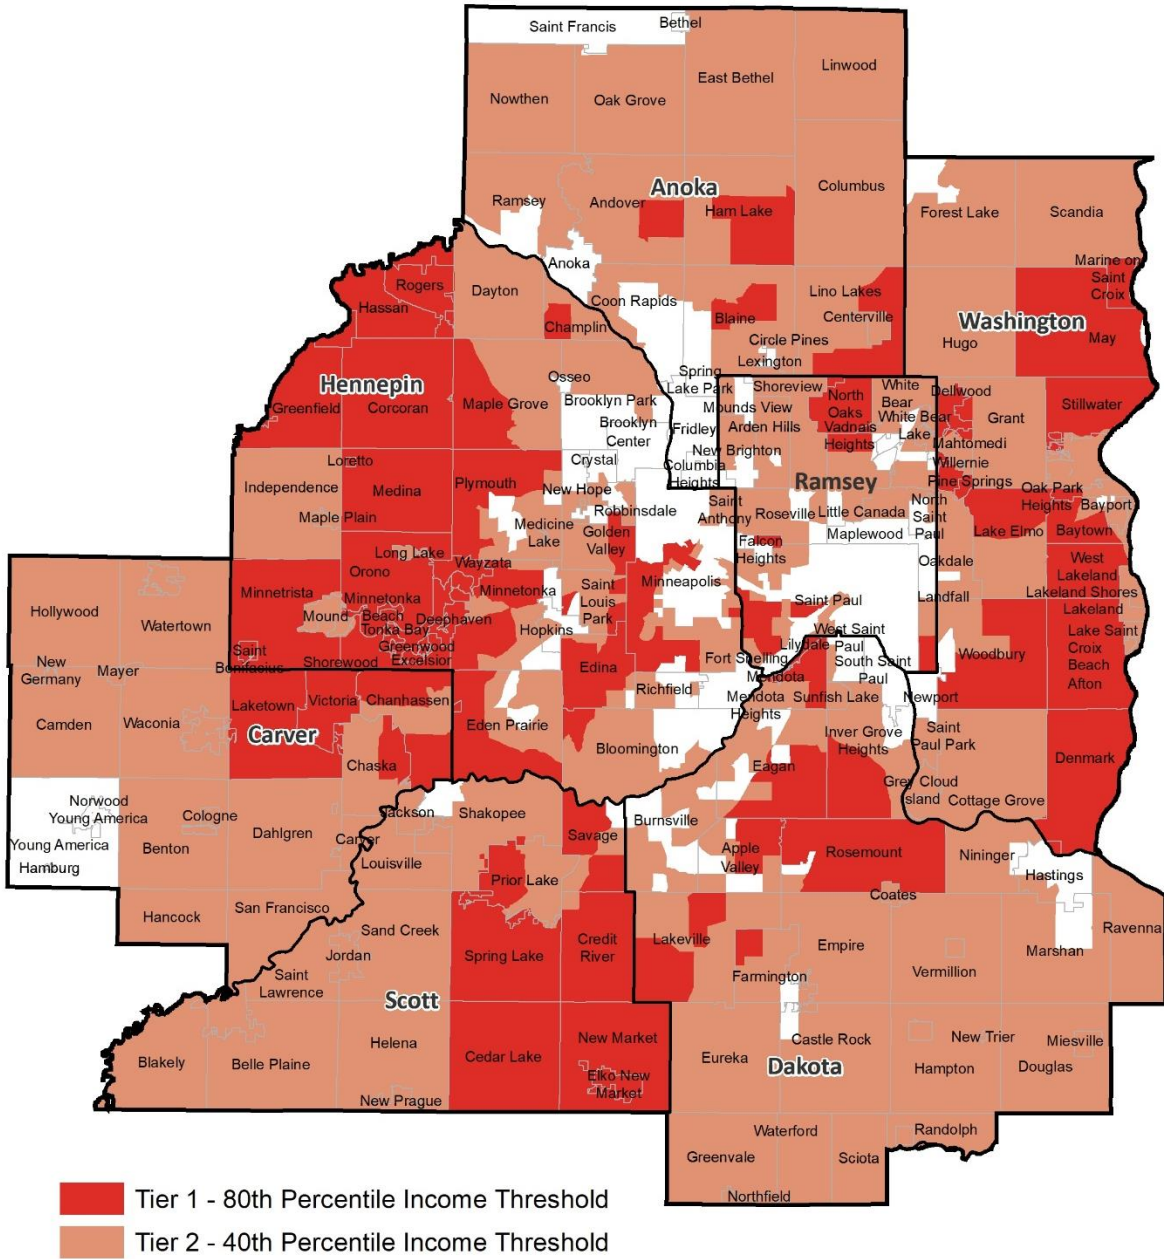 Saint Francis
Bethel
Linwood
East Bethel
Nowthen
Oak Grove
Anoka
Columbus
Ramsey
Andover
Ham Lake
Forest Lake
Scandia
Anoka
Marine on
Saint
Croix
Rogers
Hassan
Dayton
Coon Rapids
Lino Lakes
Champlin
Blaine
Centerville
Washington
May
Circle Pines
Hugo
Lexington
Hennepin
Osseo
Spring
Lake Park
Shoreview
White
Bear
Dellwood
Greenfield
Corcoran
Maple Grove
Brooklyn Park
Mounds View
North
Oaks
White Bear
Lake
Grant
Stillwater
Brooklyn
Center
Fridley
Arden Hills
Vadnais
Heights
Mahtomedi
Loretto
Crystal
New Brighton
Willernie
Columbia
Heights
Ramsey
Pine Springs
Independence
Medina
Plymouth
New Hope
Oak Park
Heights
Bayport
Maple Plain
Robbinsdale
Saint
Anthony
Roseville
Little Canada
North
Saint
Paul
Medicine
Lake
Golden
Valley
Maplewood
Lake Elmo
Baytown
Long Lake
Wayzata
Falcon
Heights
Oakdale
West
Lakeland
Orono
Minneapolis
Lakeland Shores
Minnetrista
Minnetonka
Beach
Minnetonka
Saint
Louis
Park
Saint Paul
Landfall
Lakeland
Hollywood
Watertown
Mound
Tonka Bay
Deephaven
Hopkins
West Saint
Paul
Lake Saint
Croix
Beach
Greenwood
Lilydale
Saint
Bonifacius
Shorewood
Excelsior
Edina
Fort Snelling
South Saint
Paul
Woodbury
New
Germany
Mayer
Mendota
Afton
Laketown
Victoria
Chanhassen
Richfield
Mendota
Heights
Sunfish Lake
Newport
Camden
Waconia
Carver
Eden Prairie
Inver Grove
Heights
Saint
Paul Park
Bloomington
Denmark
Chaska
Eagan
Grey Cloud
Island
Cottage Grove
Norwood
Young America
Cologne
Jackson
Shakopee
Burnsville
Young America
Benton
Dahlgren
Carver
Savage
Apple
Valley
Rosemount
Nininger
Hamburg
Louisville
Prior Lake
Hastings
Coates
Hancock
San Francisco
Sand Creek
Ravenna
Lakeville
Empire
Marshan
Jordan
Spring Lake
Credit
River
Saint
Lawrence
Farmington
Vermillion
Scott
Castle Rock
New Trier
Miesville
Blakely
Belle Plaine
Helena
Cedar Lake
New Market
Eureka
Dakota
Hampton
Douglas
Elko New
Market
New Prague
Waterford
Randolph
Greenvale
Sciota
Northfield
Tier 1 - 80th Percentile Income Threshold
Tier 2 - 40th Percentile Income Threshold